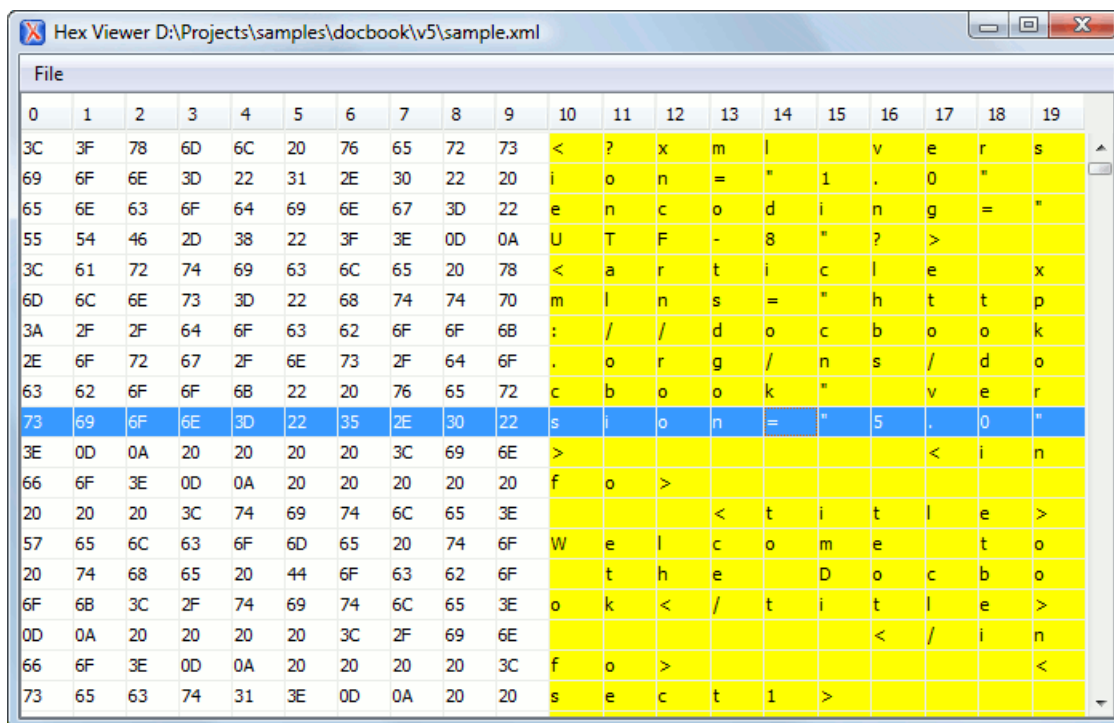 Hex Viewer D:\Projects\samples\docbook\v5\sample.xml
File
0 1 2 3 4 5 6 7 8 9 10 11 12 13 14 15 16 17 18 19
3C 3F 78 6D 6C 20 76 65 72 73 < ? x m l v e r s
69 6F 6E 3D 22 31 2E 30 22 20 i o n = " 1 . 0 "
65 6E 63 6F 64 69 6E 67 3D 22 e n c o d i n g = "
55 54 46 2D 38 22 3F 3E 0D 0A U T F - 8 " ? >
3C 61 72 74 69 63 6C 65 20 78 < a r t i c l e x
6D 6C 6E 73 3D 22 68 74 74 70 m l n s = " h t t p
3A 2F 2F 64 6F 63 62 6F 6F 6B : / / d o c b o o k
2E 6F 72 67 2F 6E 73 2F 64 6F . o r g / n s / d o
63 62 6F 6F 6B 22 20 76 65 72 c b o o k " v e r
73 69 6F 6E 3D 22 35 2E 30 22 s i o n = " 5 . 0 "
3E 0D 0A 20 20 20 20 3C 69 6E > < i n
66 6F 3E 0D 0A 20 20 20 20 20 f o >
20 20 20 3C 74 69 74 6C 65 3E < t i t l e >
57 65 6C 63 6F 6D 65 20 74 6F W e l c o m e t o
20 74 68 65 20 44 6F 63 62 6F t h e D o c b o
6F 6B 3C 2F 74 69 74 6C 65 3E o k < / t i t l e >
0D 0A 20 20 20 20 3C 2F 69 6E < / i n
66 6F 3E 0D 0A 20 20 20 20 3C f o > <
73 65 63 74 31 3E 0D 0A 20 20 s e c t 1 >